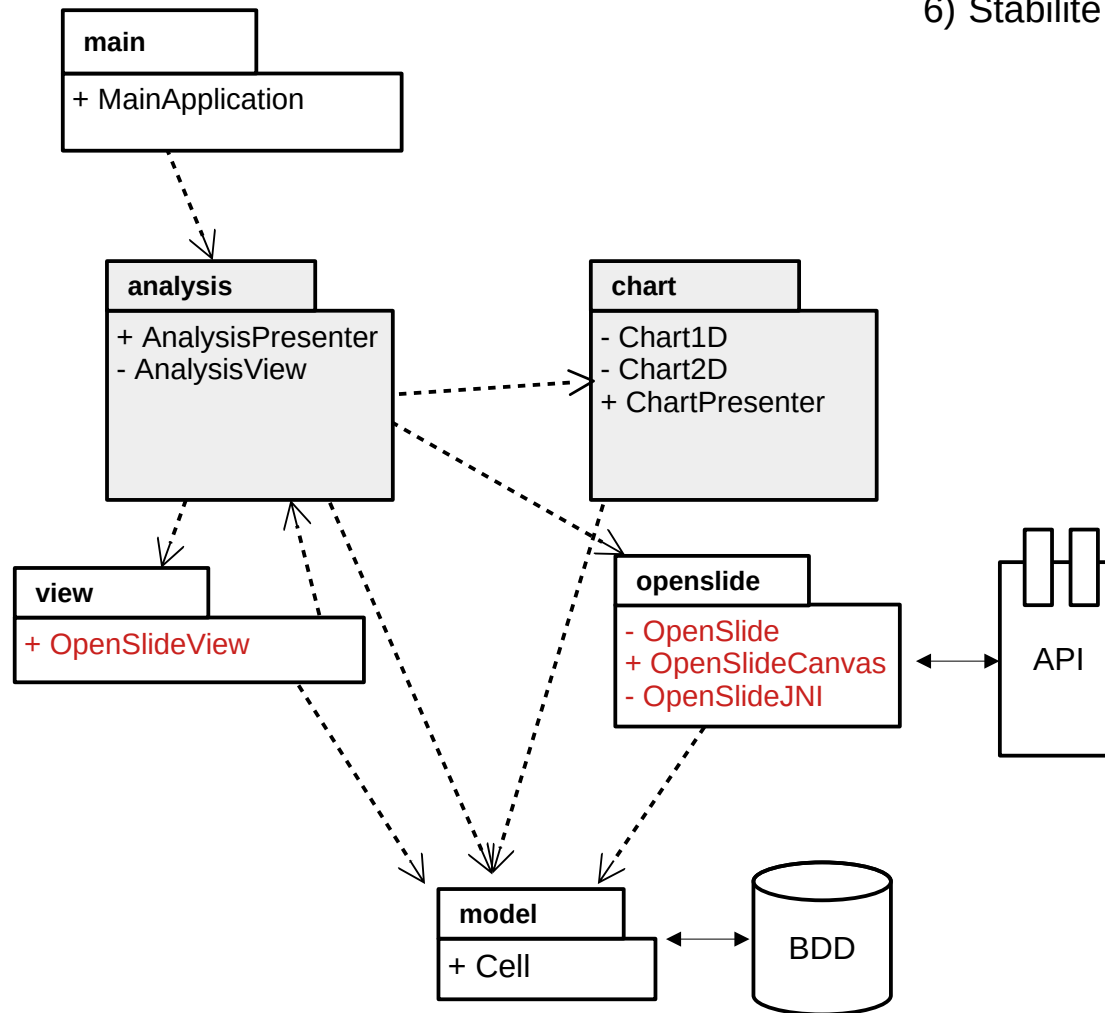 6) Stabilité
main
+ MainApplication
analysis
+ AnalysisPresenter
- AnalysisView
chart
- Chart1D
- Chart2D
+ ChartPresenter
view
+ OpenSlideView
openslide
- OpenSlide
+ OpenSlideCanvas
- OpenSlideJNI
API
model
+ Cell
BDD